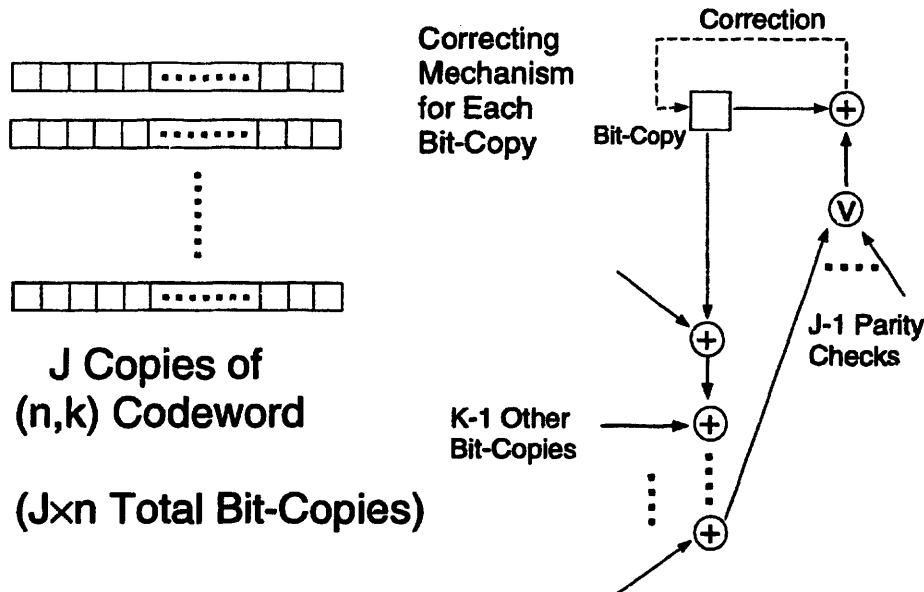 J Copies of
(n,k) Codeword
(J×n Total Bit-Copies)
Correcting
Mechanism
for Each
Bit-Copy
Correction
Bit-Copy
+
V
J-1 Parity
Checks
+
K-1 Other
Bit-Copies
+
+